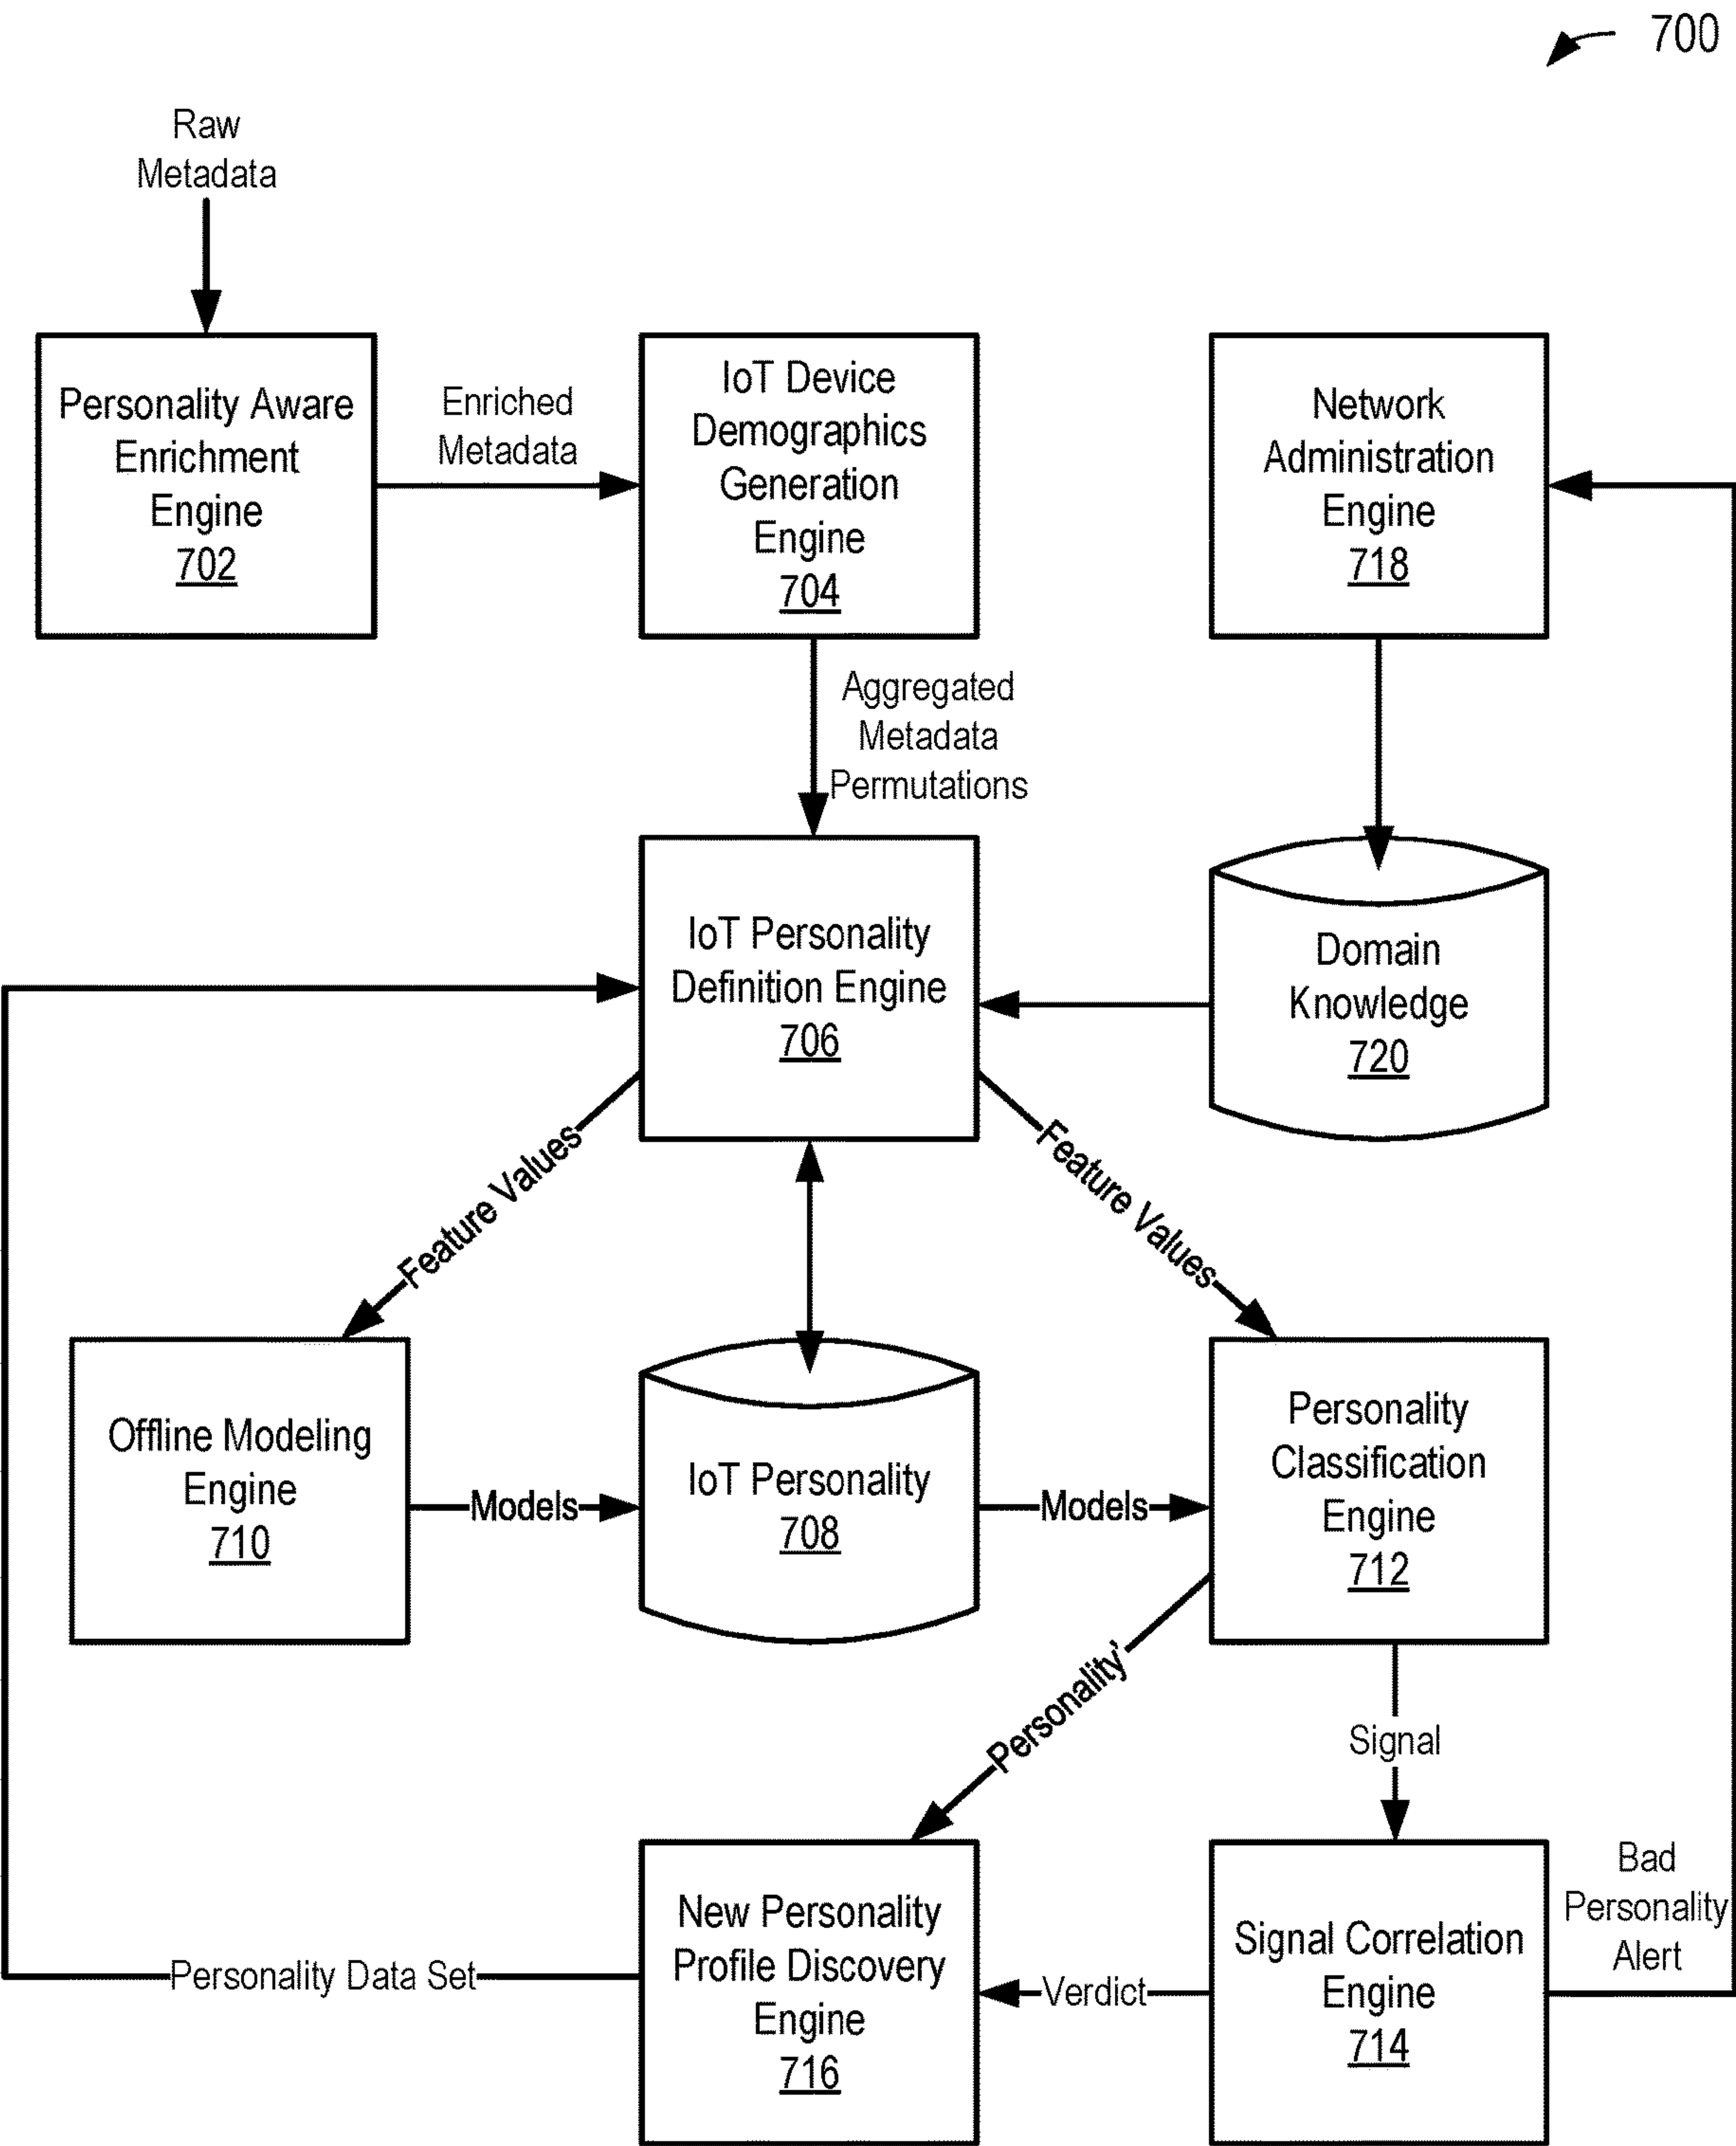 700
Raw
Metadata
Personality Aware
Enrichment
Engine
702
Enriched
Metadata
IoT Device
Demographics
Generation
Engine
704
Network
Administration
Engine
718
Aggregated
Metadata
Permutations
IoT Personality
Definition Engine
706
Domain
Knowledge
720
Feature Values
Feature Values
Offline Modeling
Engine
710
Models
IoT Personality
708
Models
Personality
Classification
Engine
712
Personality'
Signal
New Personality
Profile Discovery
Engine
716
Personality Data Set
Verdict
Signal Correlation
Engine
714
Bad
Personality
Alert